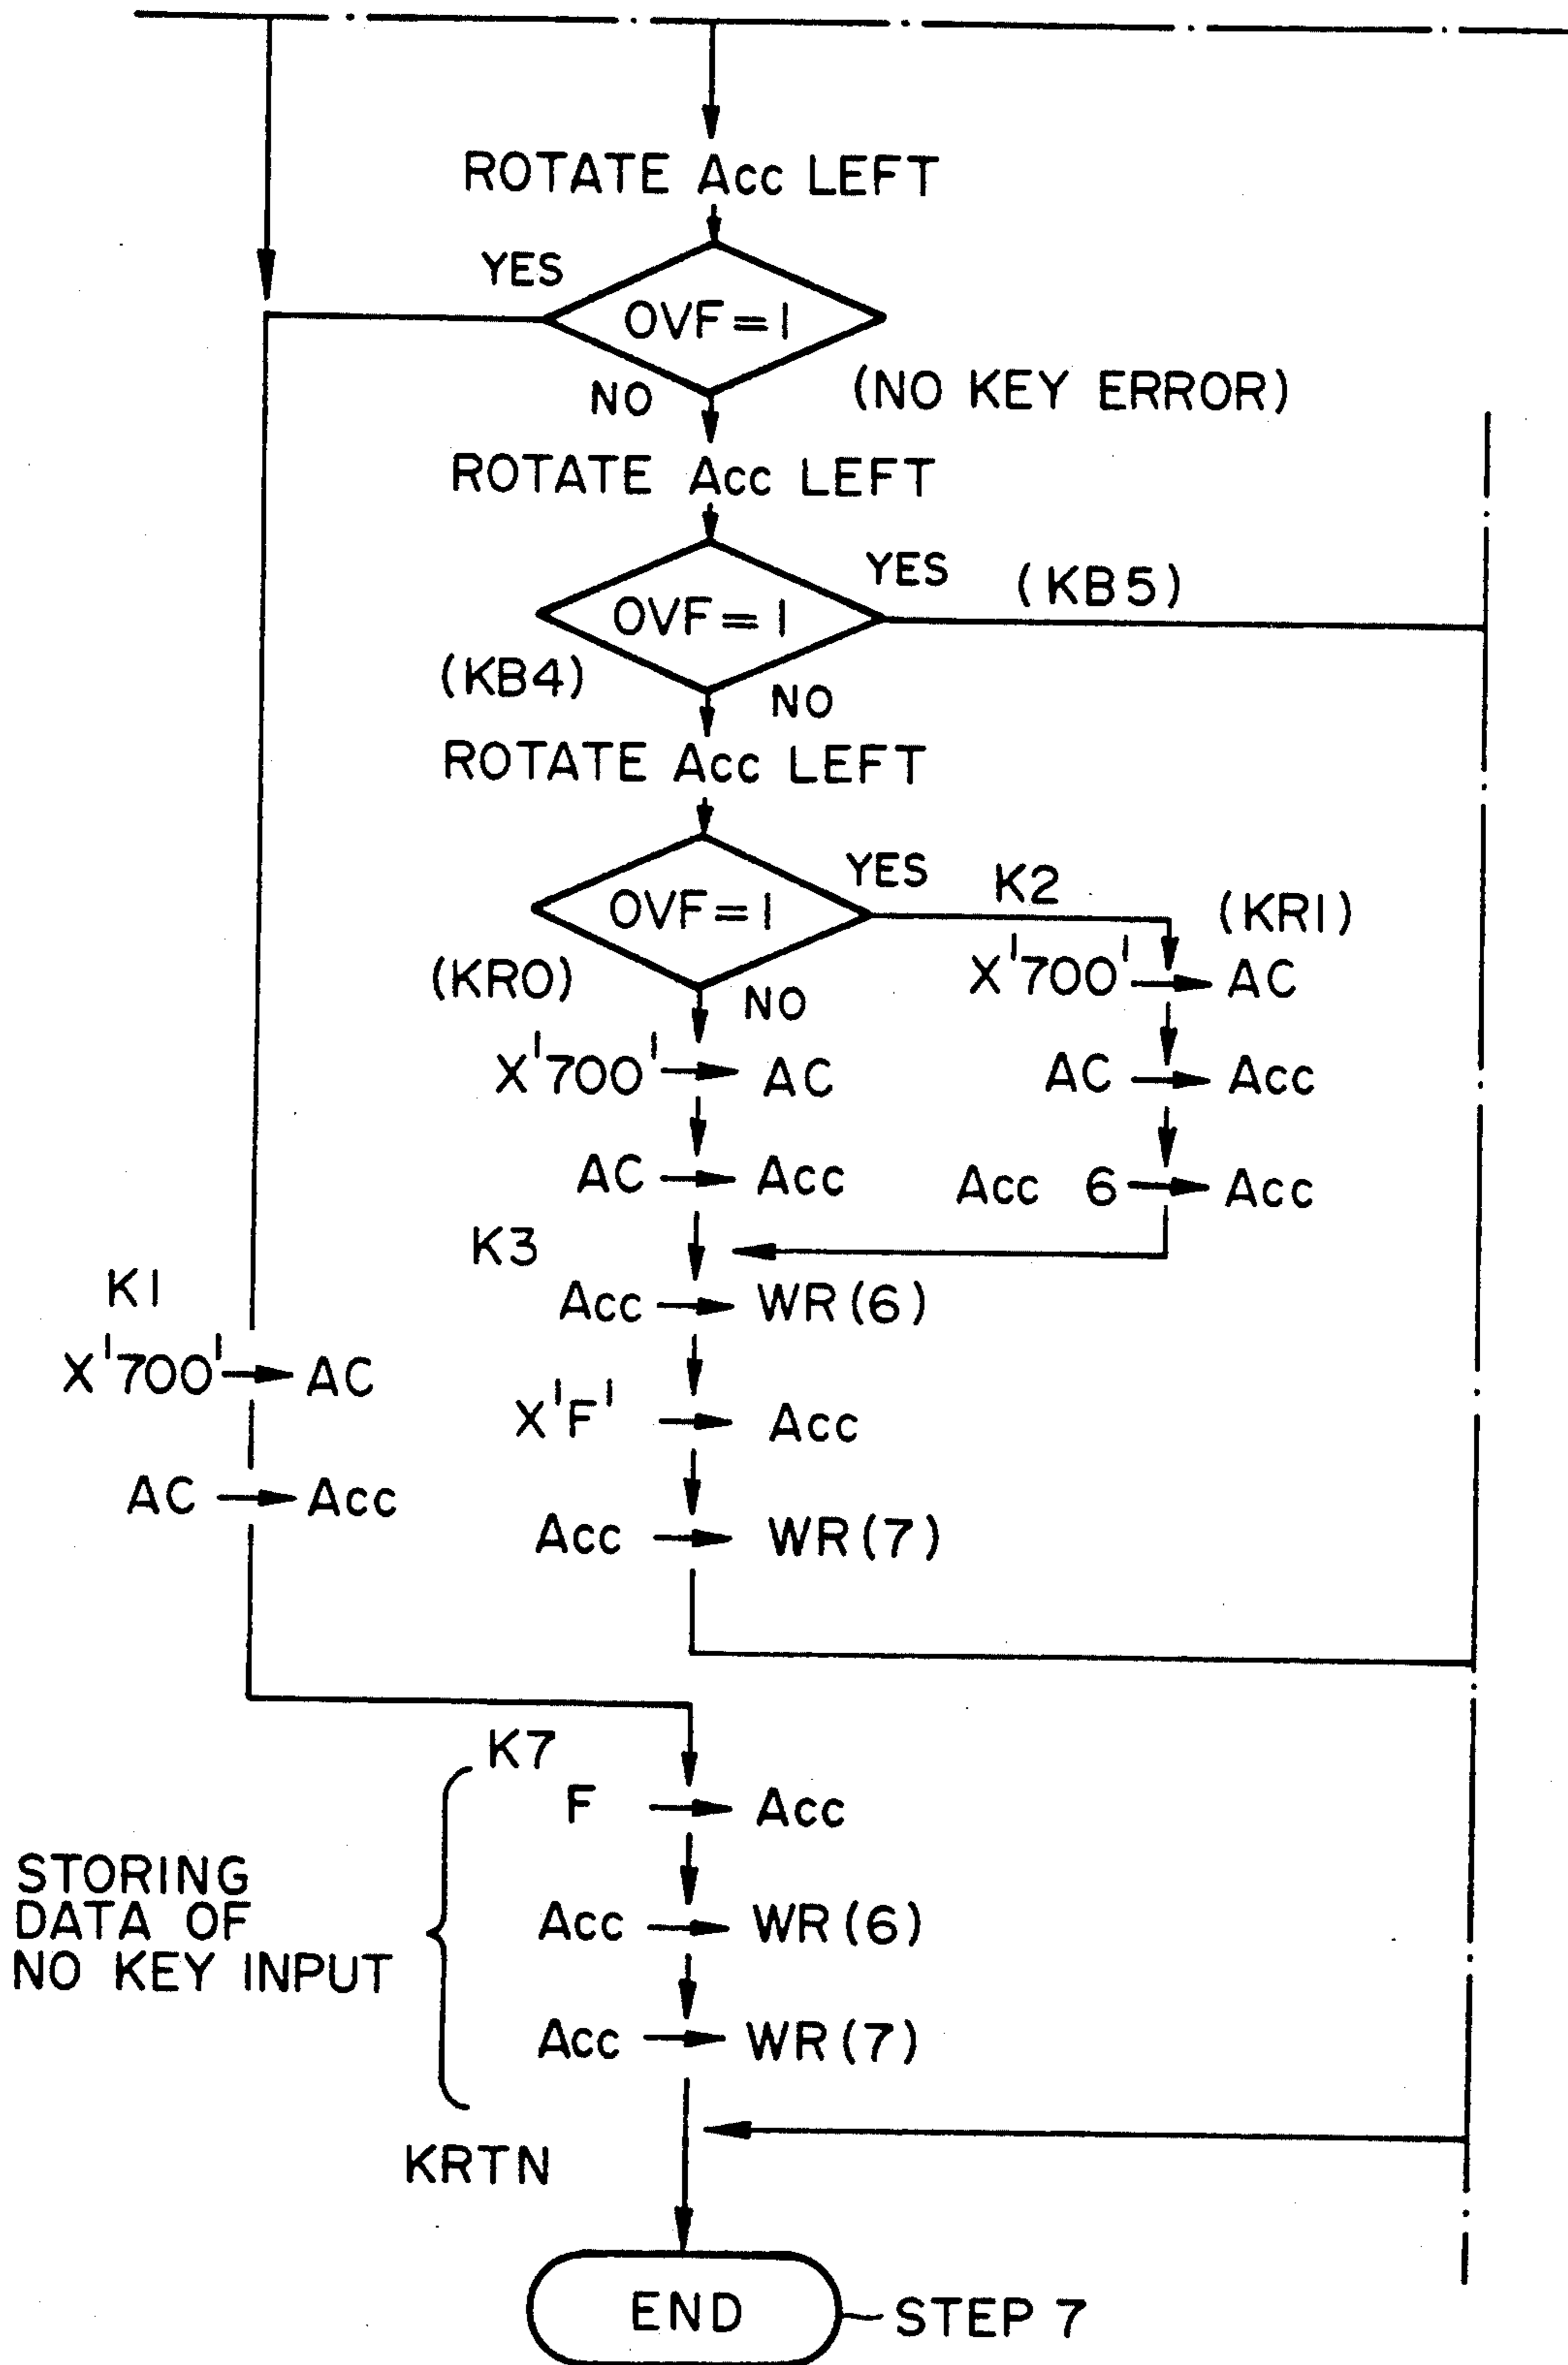 ROTATE Acc LEFT
YES
OVF=1
NO
(NO KEY ERROR)
ROTATE Acc LEFT
YES
(KB5)
OVF=1
(KB4)
NO
ROTATE Acc LEFT
YES
K2
(KR1)
OVF=1
(KR0)
NO
X'700' → AC
X'700' → AC
AC → Acc
AC → Acc
Acc 6 → Acc
K3
Acc → WR(6)
K1
X'700' → AC
X'F' → Acc
AC → Acc
Acc → WR(7)
K7
F → Acc
STORING
DATA OF
NO KEY INPUT
Acc → WR(6)
Acc → WR(7)
KRTN
END
STEP 7